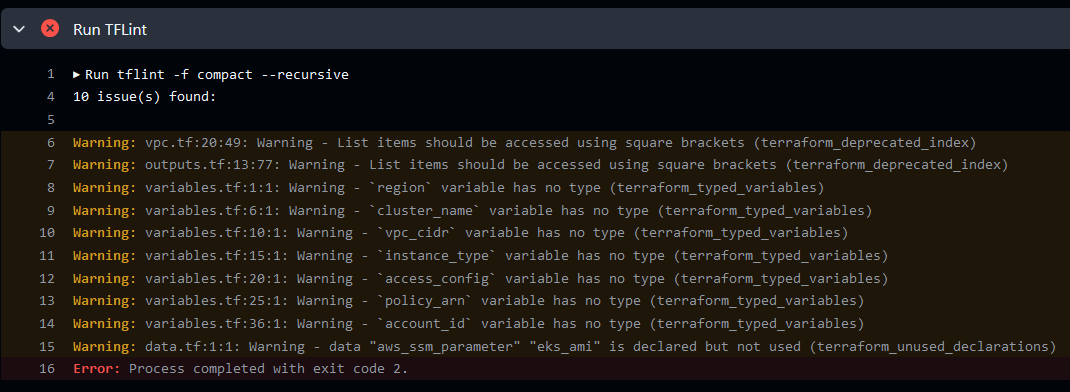 Run TFLint
1 ▶ Run tflint -f compact --recursive
4 10 issue(s) found:
5
6 Warning: vpc.tf:20:49: Warning - List items should be accessed using square brackets (terraform_deprecated_index)
7 Warning: outputs.tf:13:77: Warning - List items should be accessed using square brackets (terraform_deprecated_index)
8 Warning: variables.tf:1:1: Warning - `region` variable has no type (terraform_typed_variables)
9 Warning: variables.tf:6:1: Warning - `cluster_name` variable has no type (terraform_typed_variables)
10 Warning: variables.tf:10:1: Warning - `vpc_cidr` variable has no type (terraform_typed_variables)
11 Warning: variables.tf:15:1: Warning - `instance_type` variable has no type (terraform_typed_variables)
12 Warning: variables.tf:20:1: Warning - `access_config` variable has no type (terraform_typed_variables)
13 Warning: variables.tf:25:1: Warning - `policy_arn` variable has no type (terraform_typed_variables)
14 Warning: variables.tf:36:1: Warning - `account_id` variable has no type (terraform_typed_variables)
15 Warning: data.tf:1:1: Warning - data "aws_ssm_parameter" "eks_ami" is declared but not used (terraform_unused_declarations)
16 Error: Process completed with exit code 2.